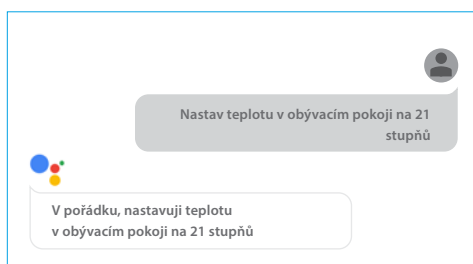 Nastav teplotu v obývacím pokoji na 21
stupňů
V pořádku, nastavuji teplotu
v obývacím pokoji na 21 stupňů